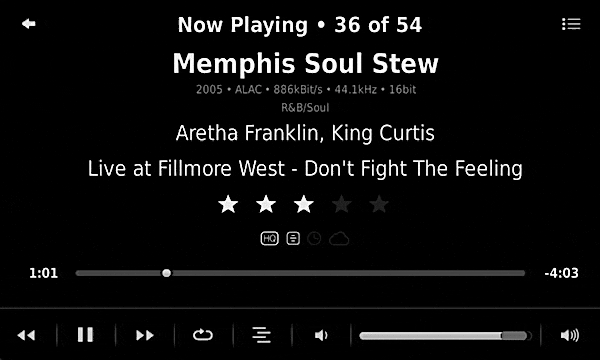 Now Playing • 36 of 54
Memphis Soul Stew
2005 • ALAC • 886kBit/s • 44.1kHz • 16bit
R&B/Soul
Aretha Franklin, King Curtis
Live at Fillmore West - Don't Fight The Feeling
HQ
1:01 -4:03